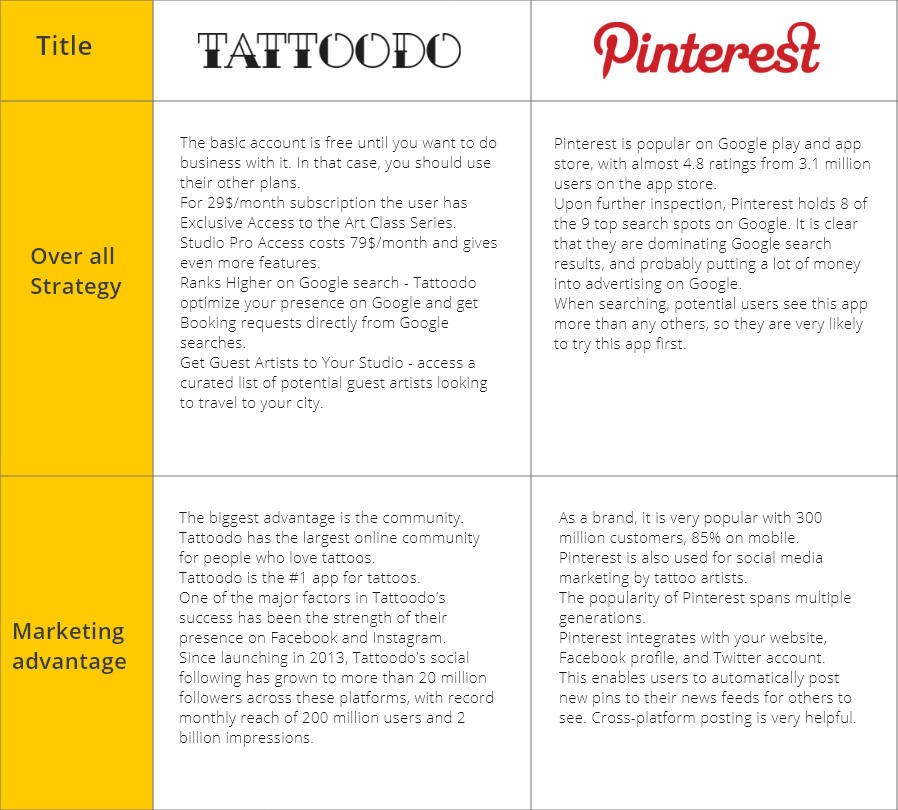 Title
TATTOODO
Pinterest
Over all
Strategy
The basic account is free until you want to do
business with it. In that case, you should use
their other plans.
For 29$/month subscription the user has
Exclusive Access to the Art Class Series.
Studio Pro Access costs 79$/month and gives
even more features.
Ranks Higher on Google search - Tattoodo
optimize your presence on Google and get
Booking requests directly from Google
searches.
Get Guest Artists to Your Studio - access a
curated list of potential guest artists looking
to travel to your city.
Pinterest is popular on Google play and app
store, with almost 4.8 ratings from 3.1 million
users on the app store.
Upon further inspection, Pinterest holds 8 of
the 9 top search spots on Google. It is clear
that they are dominating Google search
results, and probably putting a lot of money
into advertising on Google.
When searching, potential users see this app
more than any others, so they are very likely
to try this app first.
Marketing
advantage
The biggest advantage is the community.
Tattoodo has the largest online community
for people who love tattoos.
Tattoodo is the #1 app for tattoos.
One of the major factors in Tattoodo’s
success has been the strength of their
presence on Facebook and Instagram.
Since launching in 2013, Tattoodo’s social
following has grown to more than 20 million
followers across these platforms, with record
monthly reach of 200 million users and 2
billion impressions.
As a brand, it is very popular with 300
million customers, 85% on mobile.
Pinterest is also used for social media
marketing by tattoo artists.
The popularity of Pinterest spans multiple
generations.
Pinterest integrates with your website,
Facebook profile, and Twitter account.
This enables users to automatically post
new pins to their news feeds for others to
see. Cross-platform posting is very helpful.